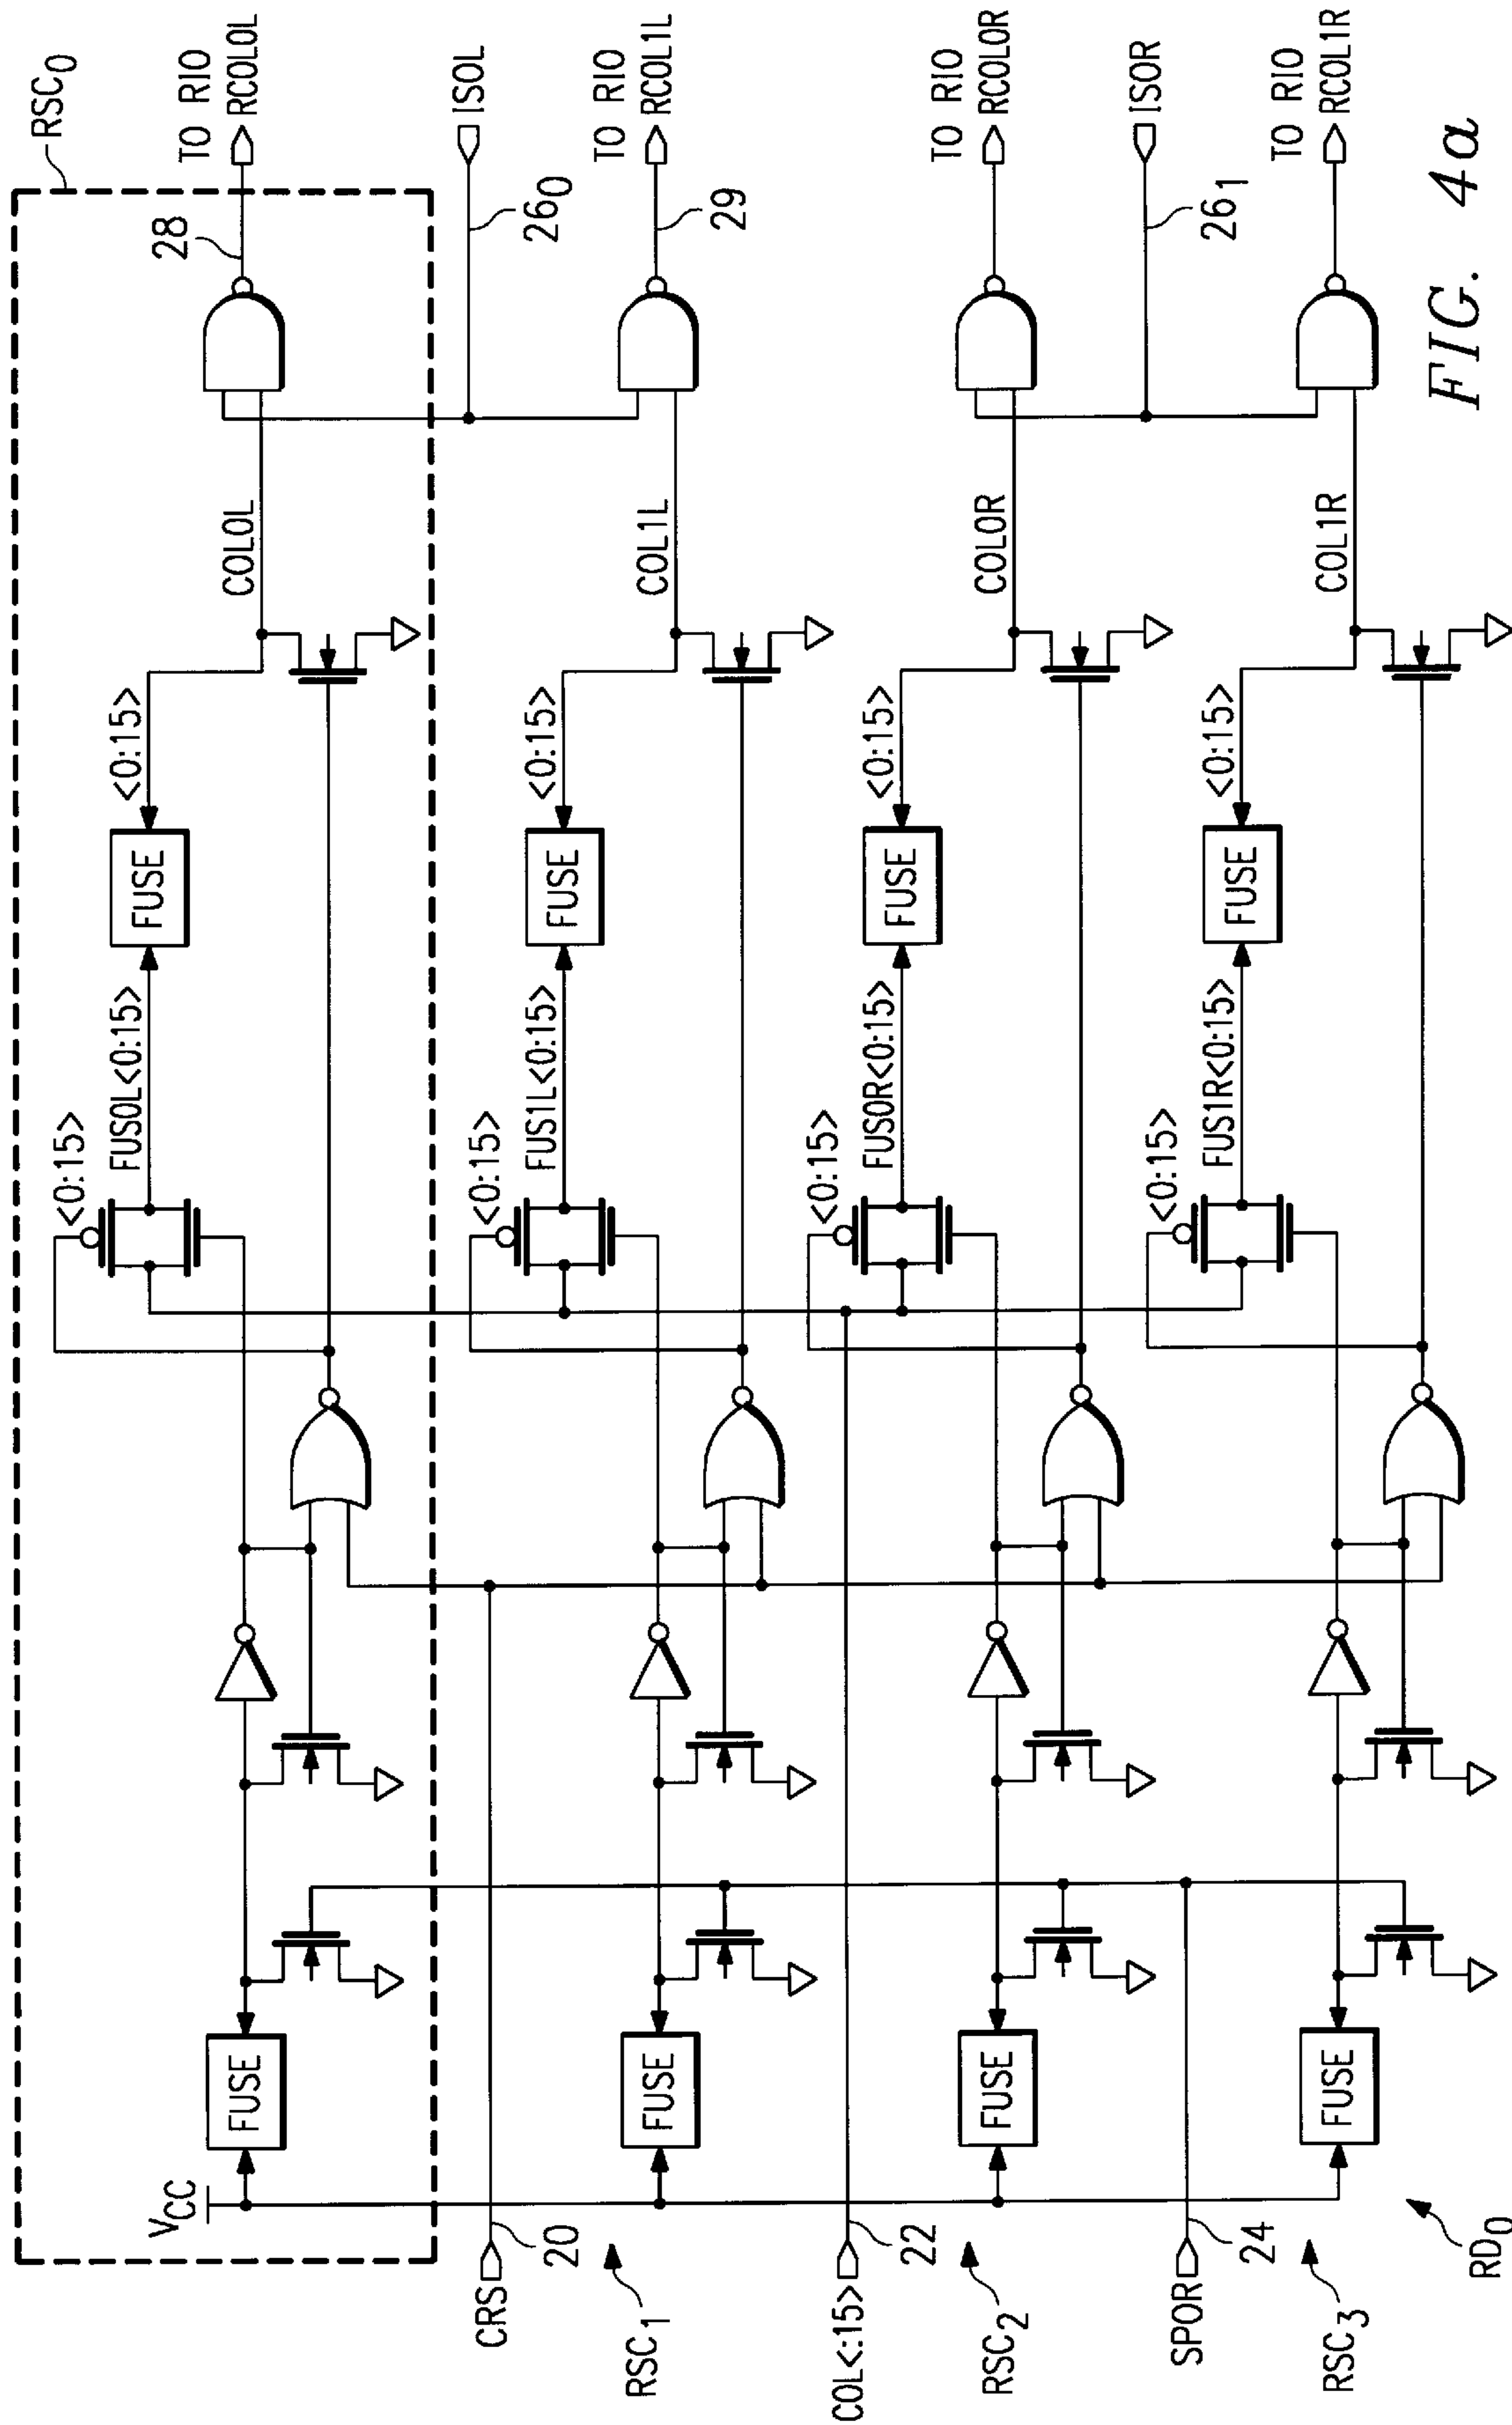 RSC0
VCC
FUSE
<0:15>
FUS0L<0:15>
FUSE
<0:15>
COL0L
28
TO RIO
RCOL0L
CRS
20
260
ISOL
RSC1
FUSE
<0:15>
FUS1L<0:15>
FUSE
<0:15>
COL1L
29
TO RIO
RCOL1L
COL<:15>
22
RSC2
FUSE
<0:15>
FUS0R<0:15>
FUSE
<0:15>
COL0R
TO RIO
RCOL0R
SPOR
24
261
ISOR
RSC3
FUSE
<0:15>
FUS1R<0:15>
FUSE
<0:15>
COL1R
TO RIO
RCOL1R
RD0
FIG. 4a